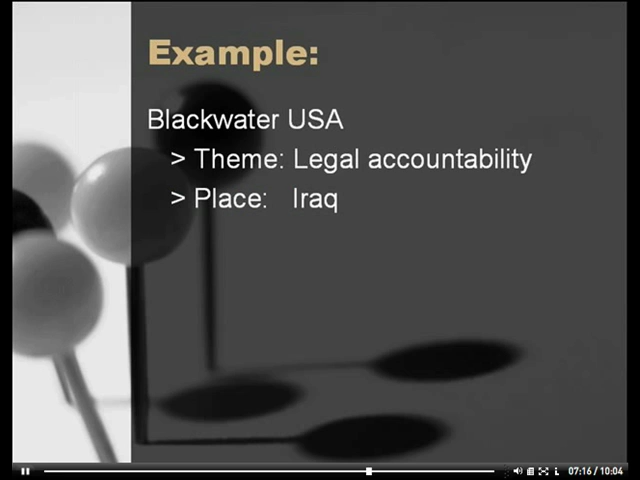 Example:
Blackwater USA
> Theme: Legal accountability
> Place: Iraq
07:16 / 10:04